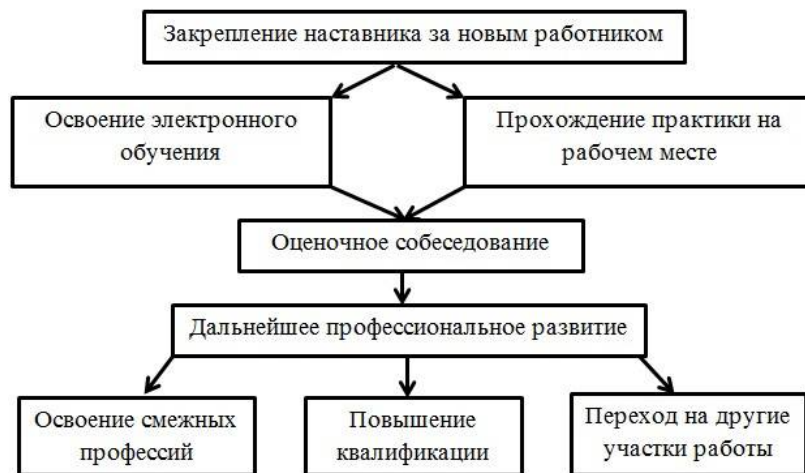 Закрепление наставника за новым работником
Освоение электронного
обучения
Прохождение практики на
рабочем месте
Оценочное собеседование
Дальнейшее профессиональное развитие
Освоение смежных
профессий
Повышение
квалификации
Переход на другие
участки работы